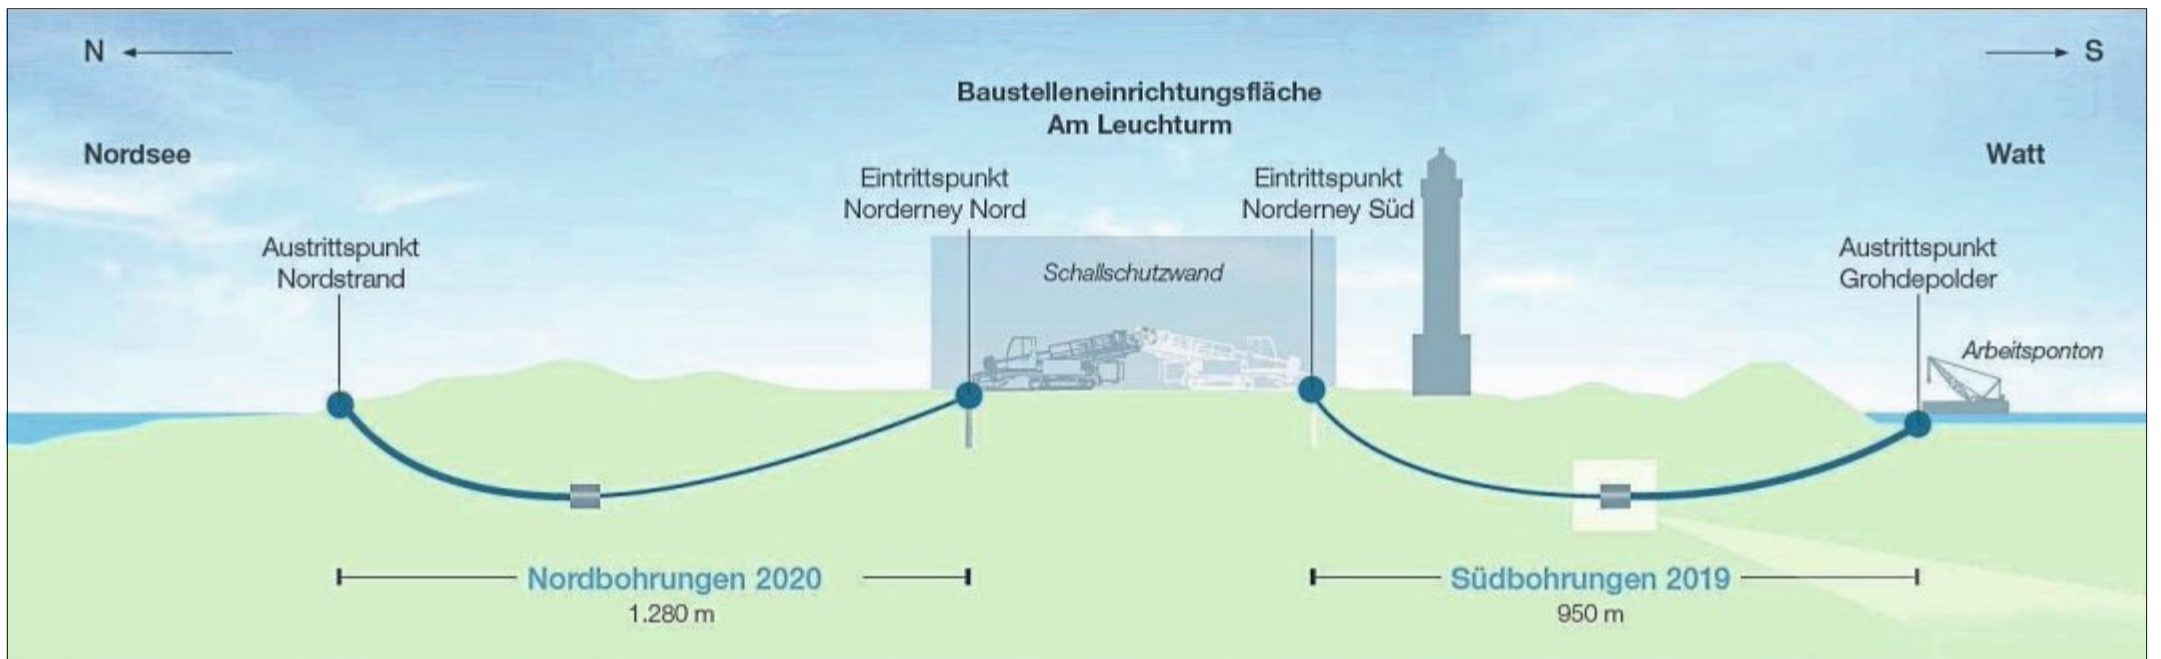 N
S
Baustelleneinrichtungsfläche
Am Leuchturm
Nordsee
Watt
Eintrittspunkt
Norderney Nord
Eintrittspunkt
Norderney Süd
Austrittspunkt
Nordstrand
Schallschutzwand
Austrittspunkt
Grohdepolder
Arbeitsponton
Nordbohrungen 2020
1.280 m
Südbohrungen 2019
950 m